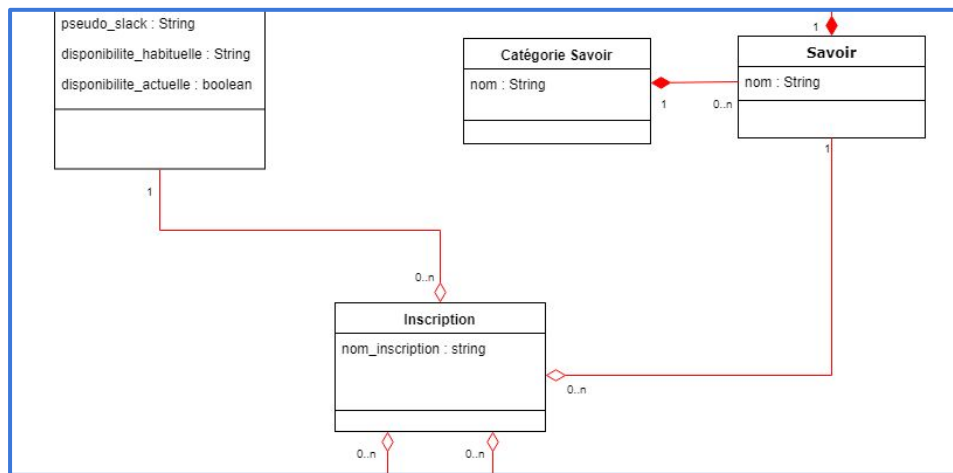 pseudo_slack : String
disponibilite_habituelle : String
disponibilite_actuelle : boolean
1
Catégorie Savoir
nom : String
1
0..n
1
Savoir
nom : String
1
0..n
Inscription
nom_inscription : string
0..n
0..n
0..n